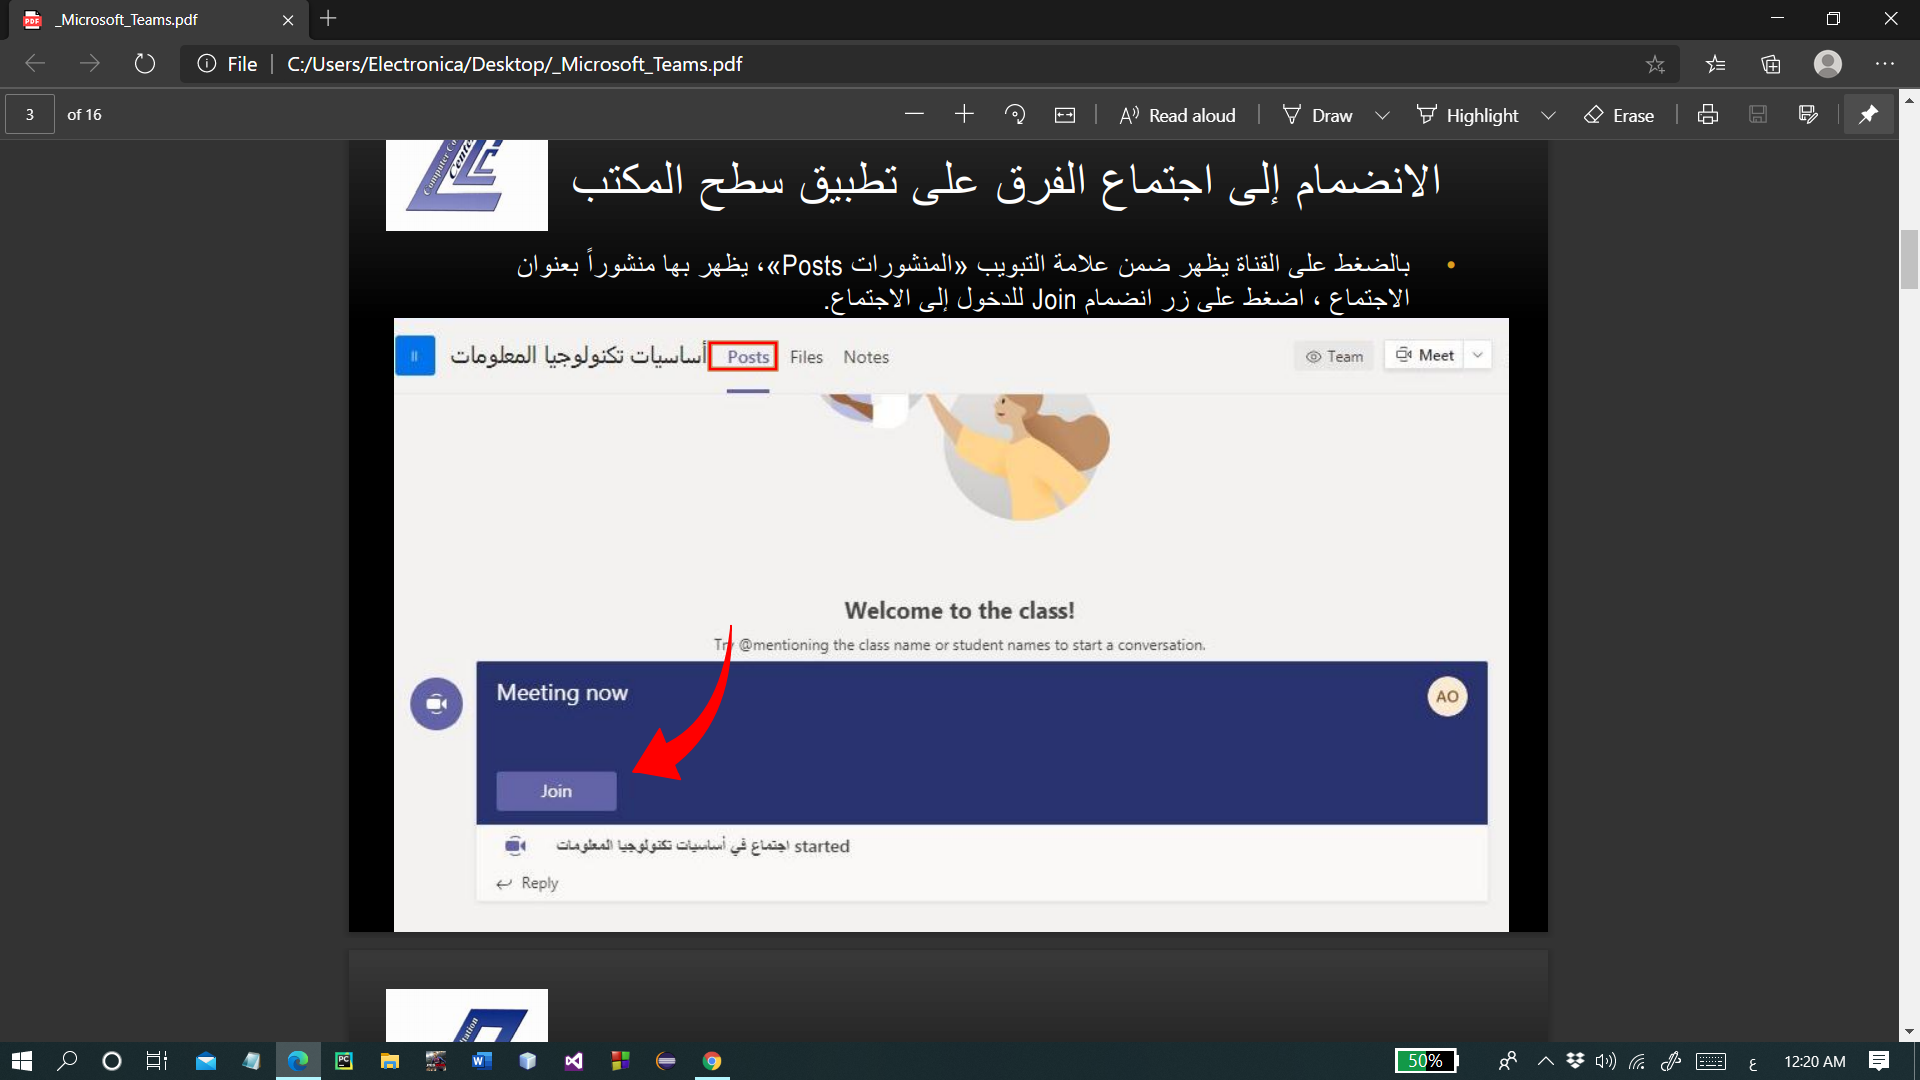 _Microsoft_Teams.pdf
File
C:/Users/Electronica/Desktop/_Microsoft_Teams.pdf
3 of 16
Read aloud
Draw
Highlight
Erase
الانضمام إلى اجتماع الفرق على تطبيق سطح المكتب
• بالضغط على القناة يظهر ضمن علامة التبويب «المنشورات Posts»، يظهر بها منشوراً بعنوان
الاجتماع ، اضغط على زر انضمام Join للدخول إلى الاجتماع.
أساسيات تكنولوجيا المعلومات
Posts Files Notes
Team
Meet
Welcome to the class!
Try @mentioning the class name or student names to start a conversation.
Meeting now
AO
Join
اجتماع في أساسيات تكنولوجيا المعلومات started
Reply
50%
ع
12:20 AM